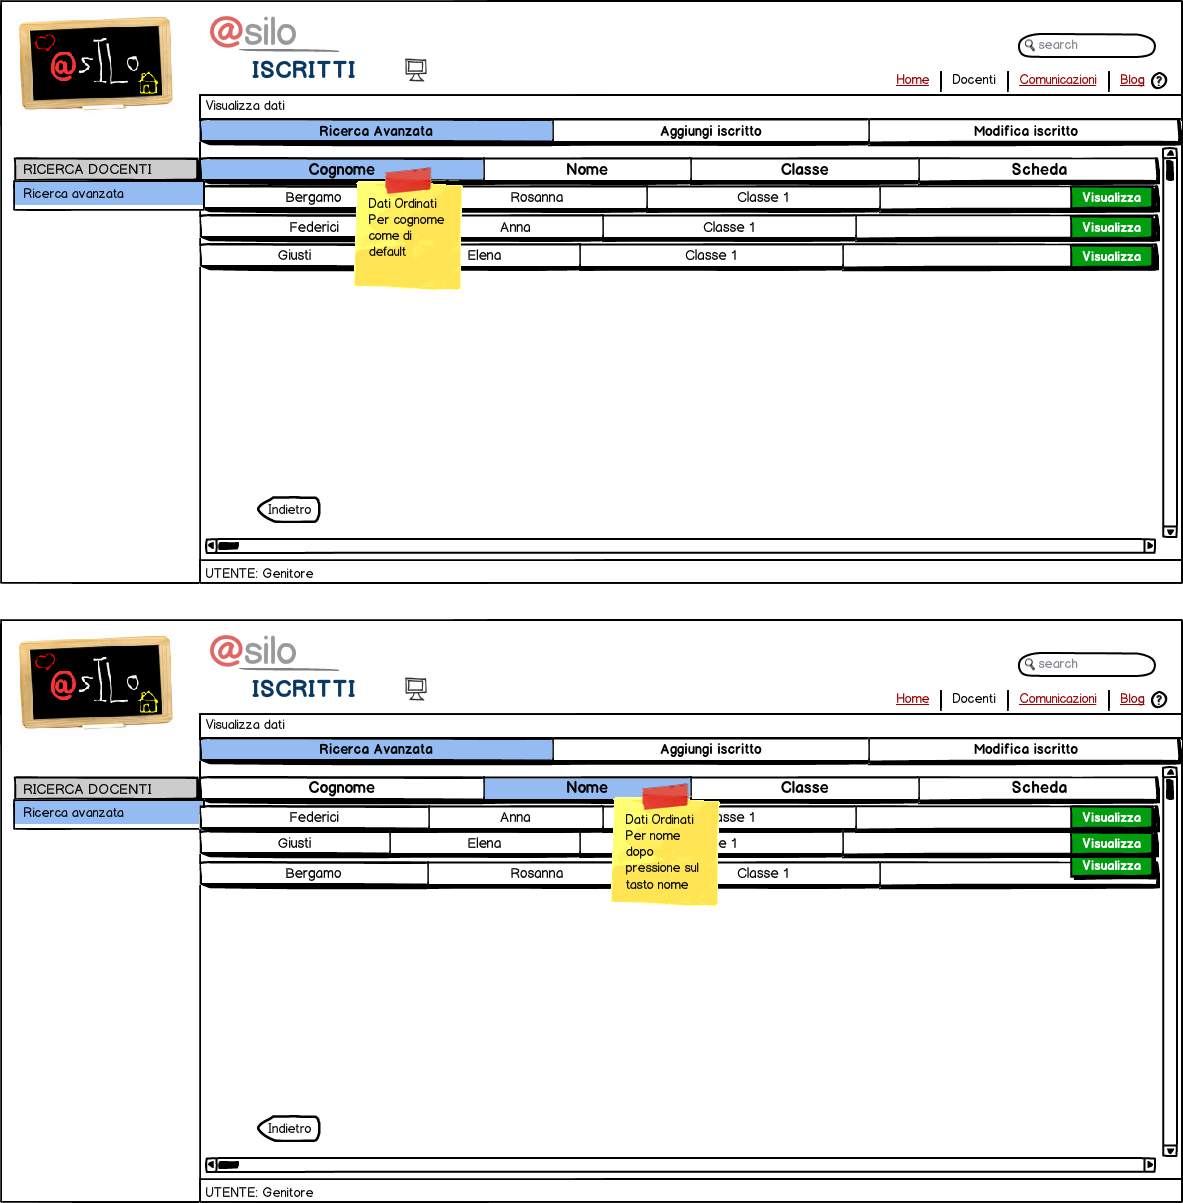 @sILo
@silo
ISCRITTI
search
Home Docenti Comunicazioni Blog ?
Visualizza dati
Ricerca Avanzata Aggiungi iscritto Modifica iscritto
RICERCA DOCENTI
Ricerca avanzata
Cognome Nome Classe Scheda
Bergamo Rosanna Classe 1 Visualizza
Federici Anna Classe 1 Visualizza
Giusti Elena Classe 1 Visualizza
Dati Ordinati
Per cognome
come di
default
Indietro
UTENTE: Genitore
@sILo
@silo
ISCRITTI
search
Home Docenti Comunicazioni Blog ?
Visualizza dati
Ricerca Avanzata Aggiungi iscritto Modifica iscritto
RICERCA DOCENTI
Ricerca avanzata
Cognome Nome Classe Scheda
Federici Anna asse 1 Visualizza
Giusti Elena e 1 Visualizza
Bergamo Rosanna Classe 1 Visualizza
Dati Ordinati
Per nome
dopo
pressione sul
tasto nome
Indietro
UTENTE: Genitore